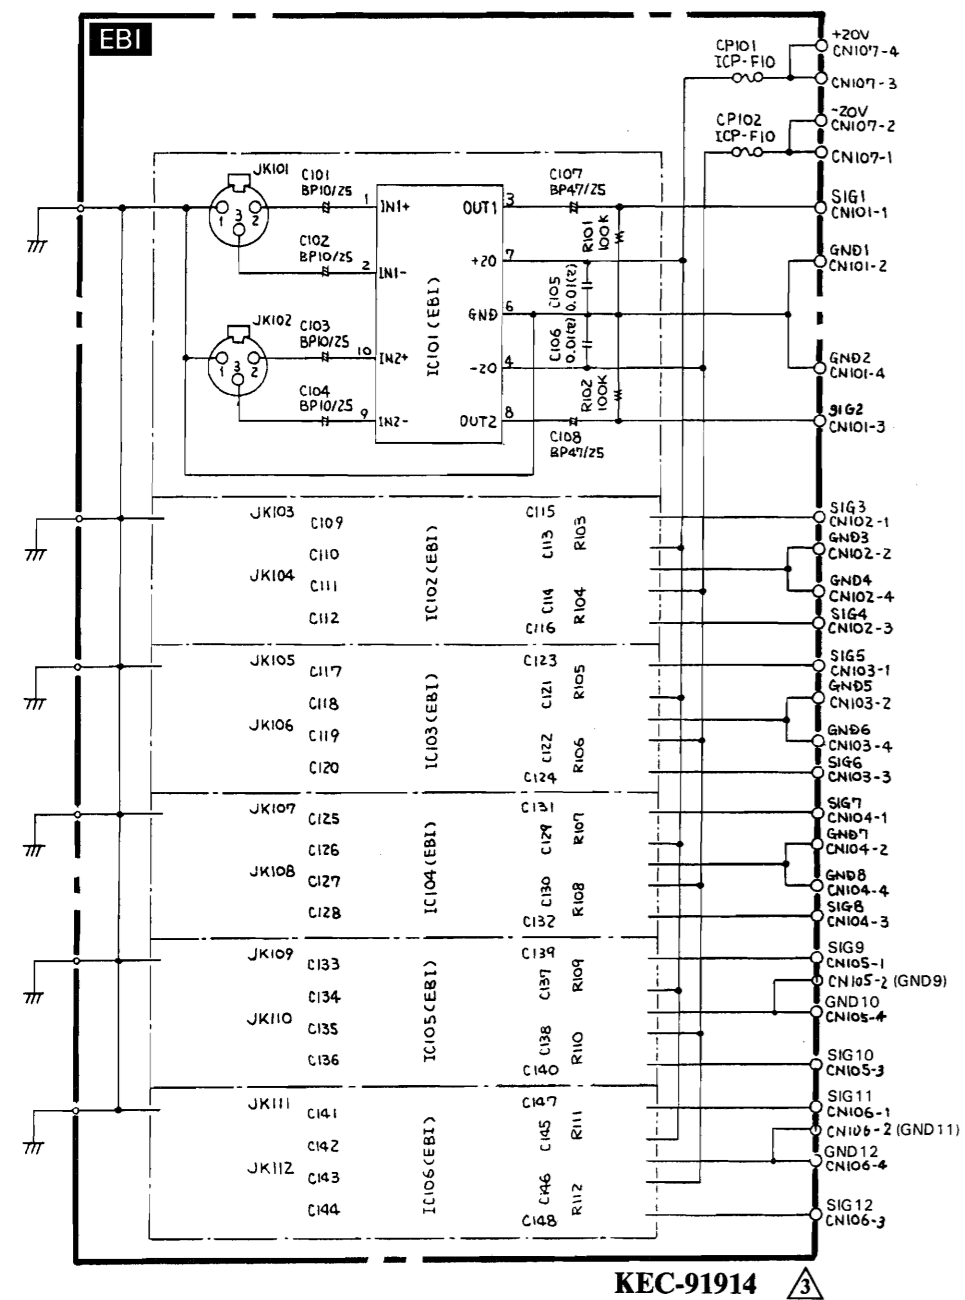 EBI
CP101
ICP-F10
+20V
CN107-4
CN107-3
CP102
ICP-F10
-20V
CN107-2
CN107-1
JK101
1
2
3
C101
BP10/25
C102
BP10/25
1
IN1+
2
IN1-
IC101(EBI)
OUT1
3
C107
BP47/25
R101
100K
SIG1
CN101-1
+20
7
C105
0.01(Z)
GND1
CN101-2
GND
6
C106
0.01(Z)
JK102
1
2
3
C103
BP10/25
C104
BP10/25
10
IN2+
9
IN2-
-20
4
R102
100K
GND2
CN101-4
OUT2
8
C108
BP47/25
SIG2
CN101-3
JK103
C109
C110
JK104
C111
C112
IC102(EBI)
C115
C113
R103
C114
R104
C116
SIG3
CN102-1
GND3
CN102-2
GND4
CN102-4
SIG4
CN102-3
JK105
C117
C118
JK106
C119
C120
IC103(EBI)
C123
C121
R105
C122
R106
C124
SIG5
CN103-1
GND5
CN103-2
GND6
CN103-4
SIG6
CN103-3
JK107
C125
C126
JK108
C127
C128
IC104(EBI)
C131
C129
R107
C130
R108
C132
SIG7
CN104-1
GND7
CN104-2
GND8
CN104-4
SIG8
CN104-3
JK109
C133
C134
JK110
C135
C136
IC105(EBI)
C139
C137
R109
C138
R110
C140
SIG9
CN105-1
CN105-2 (GND9)
GND10
CN105-4
SIG10
CN105-3
JK111
C141
C142
JK112
C143
C144
IC106(EBI)
C147
C145
R111
C146
R112
C148
SIG11
CN106-1
CN106-2 (GND11)
GND12
CN106-4
SIG12
CN106-3
KEC-91914
3